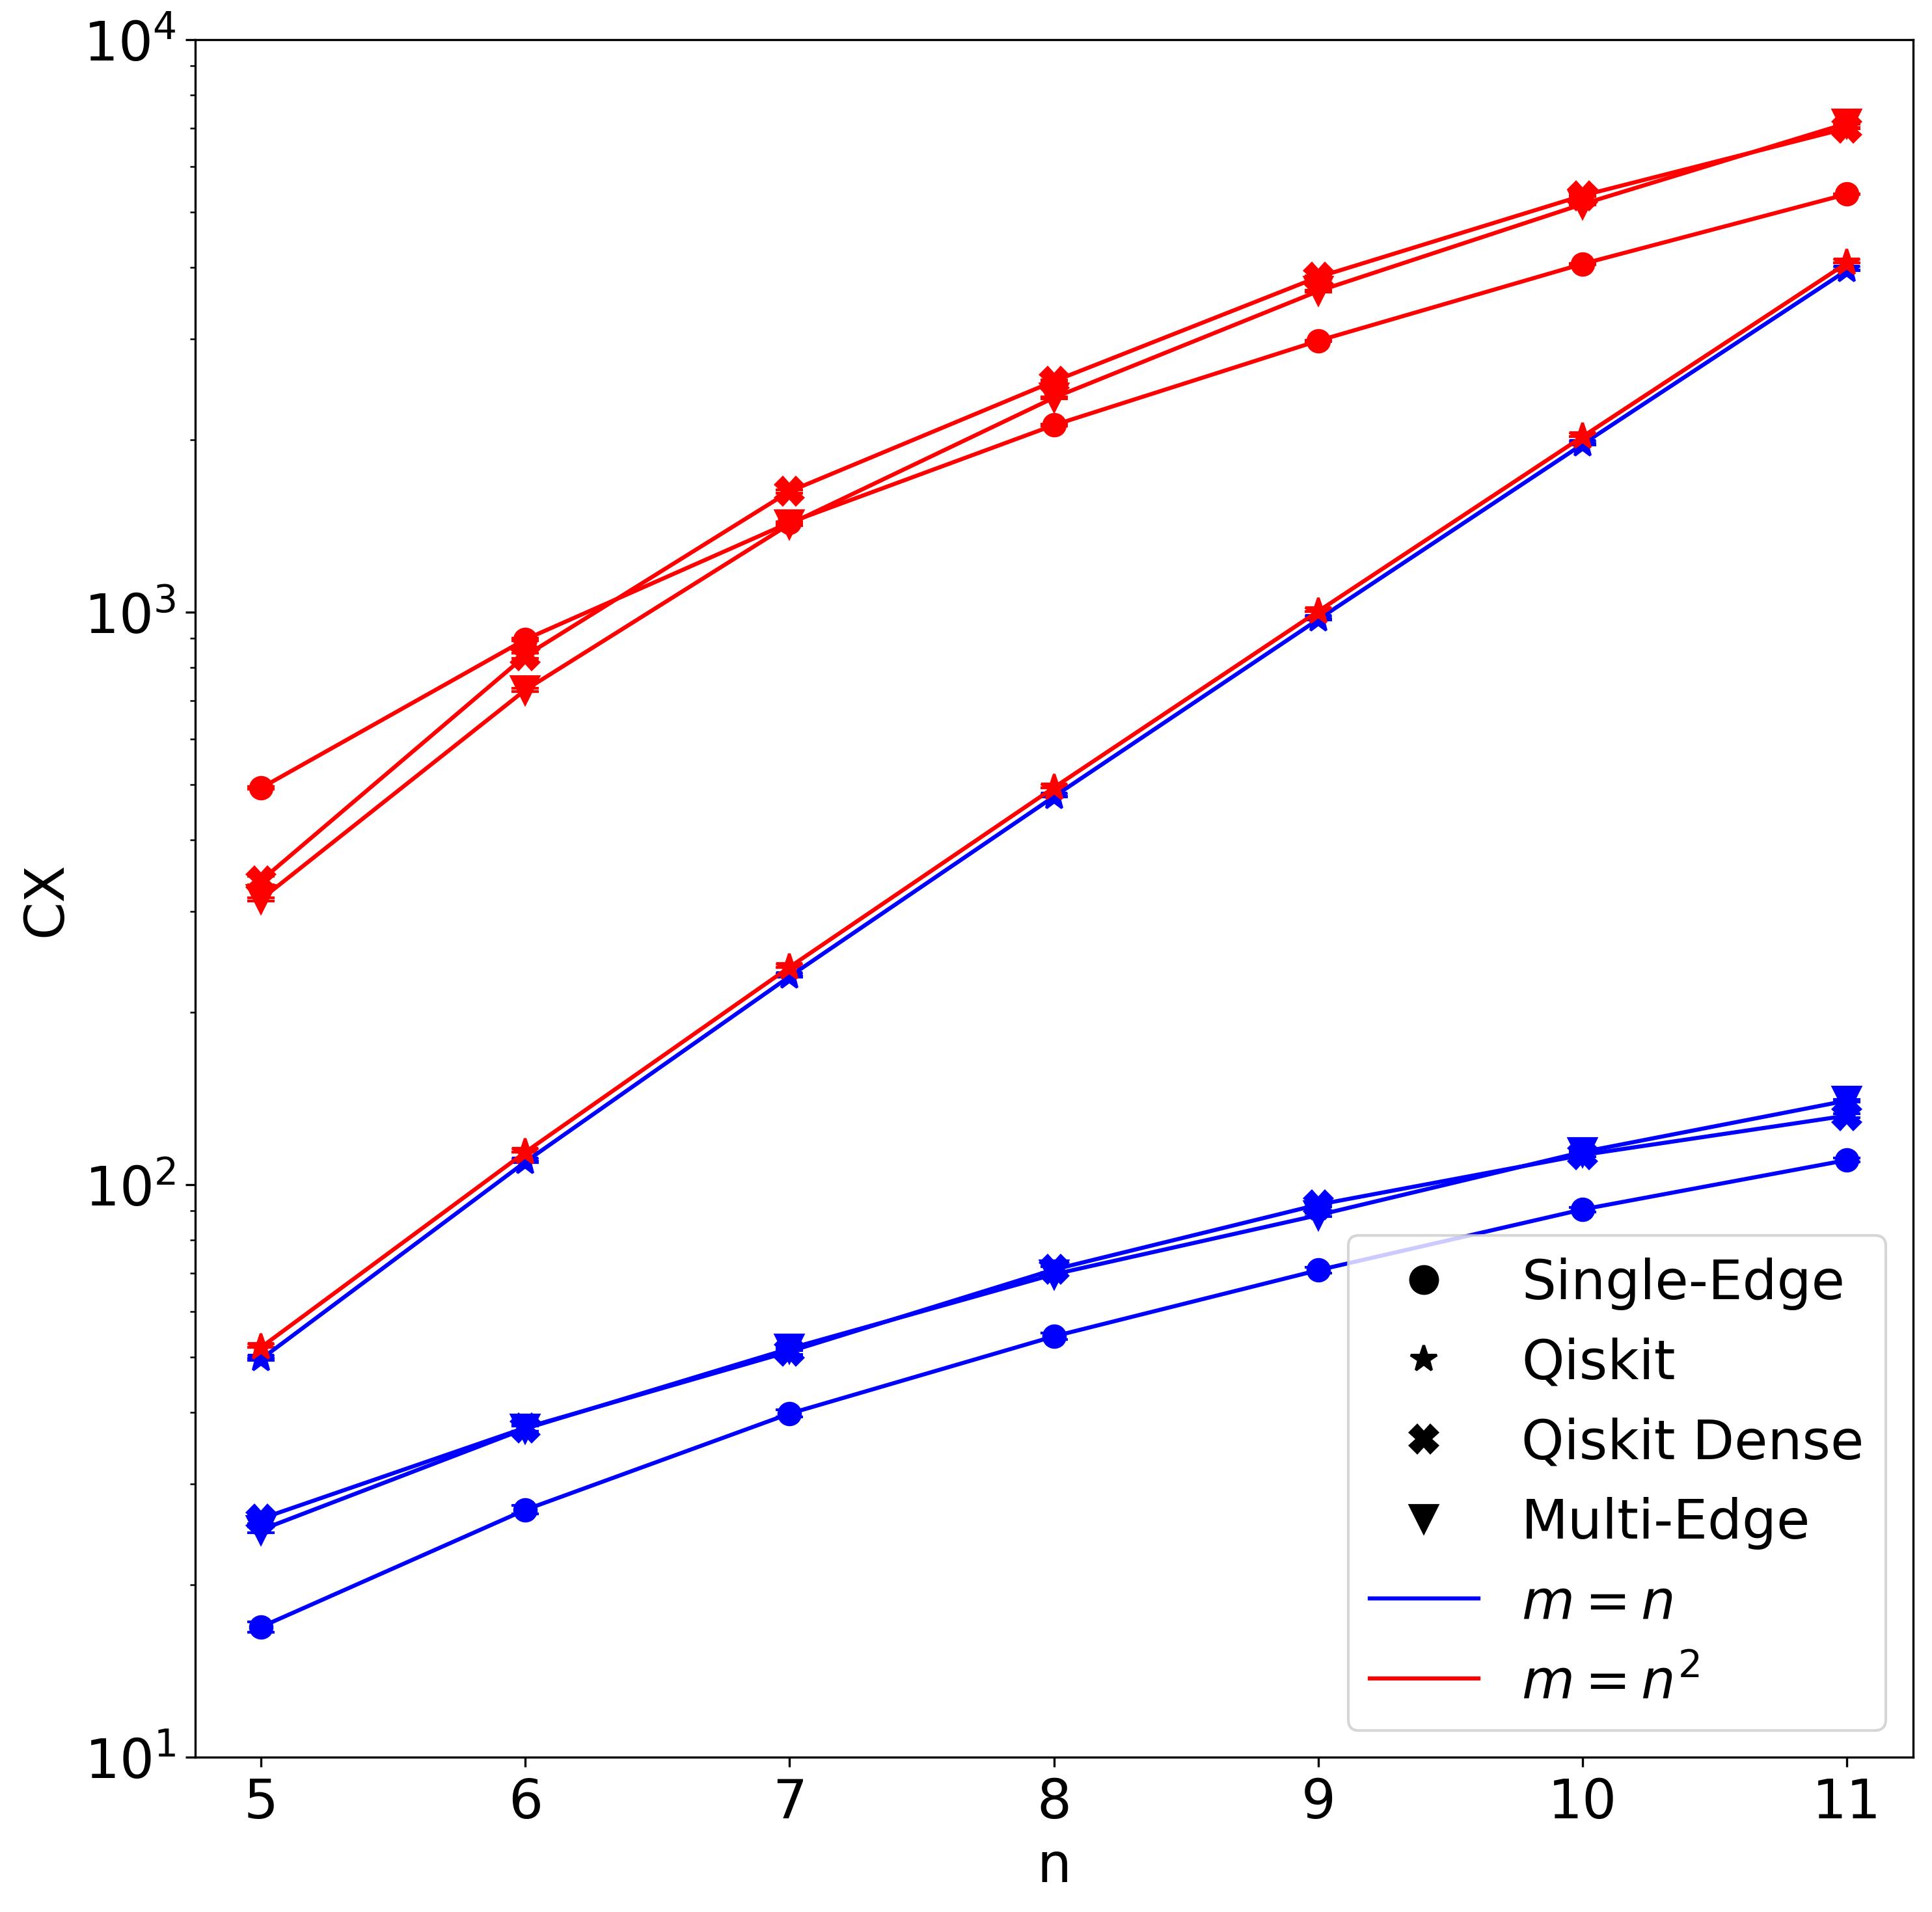 10^4
10^3
10^2
10^1
CX
5 6 7 8 9 10 11
n
Single-Edge
Qiskit
Qiskit Dense
Multi-Edge
m = n
m = n^2